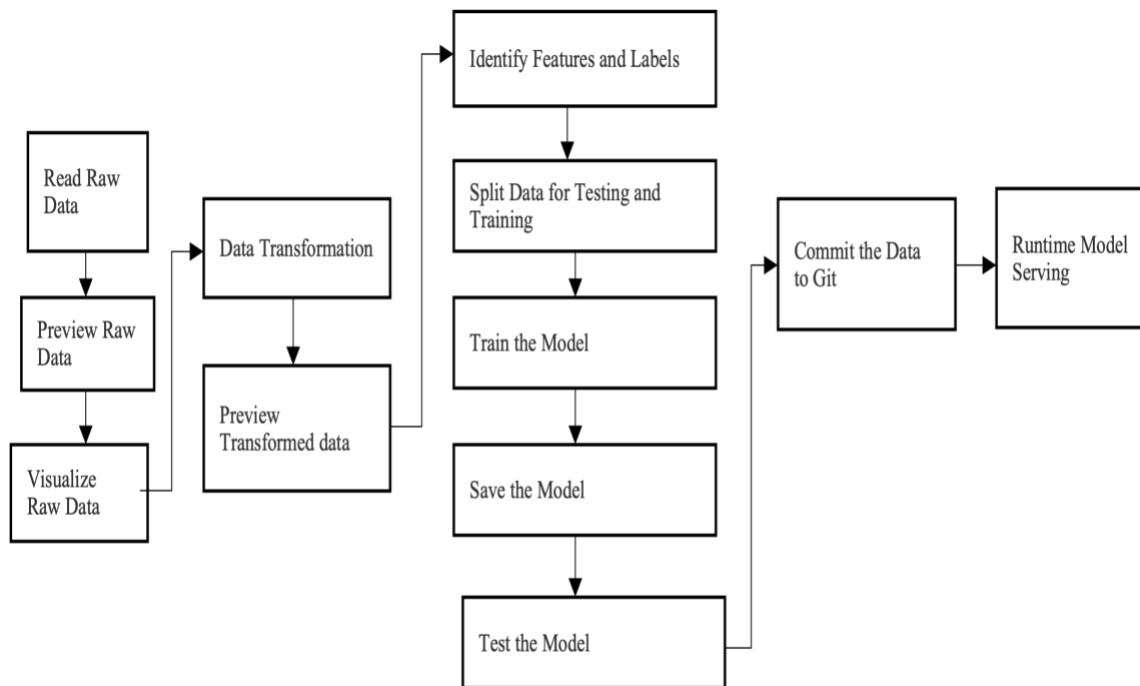 Read Raw
Data
Preview Raw
Data
Visualize
Raw Data
Data Transformation
Preview
Transformed data
Identify Features and Labels
Split Data for Testing and
Training
Train the Model
Save the Model
Test the Model
Commit the Data
to Git
Runtime Model
Serving